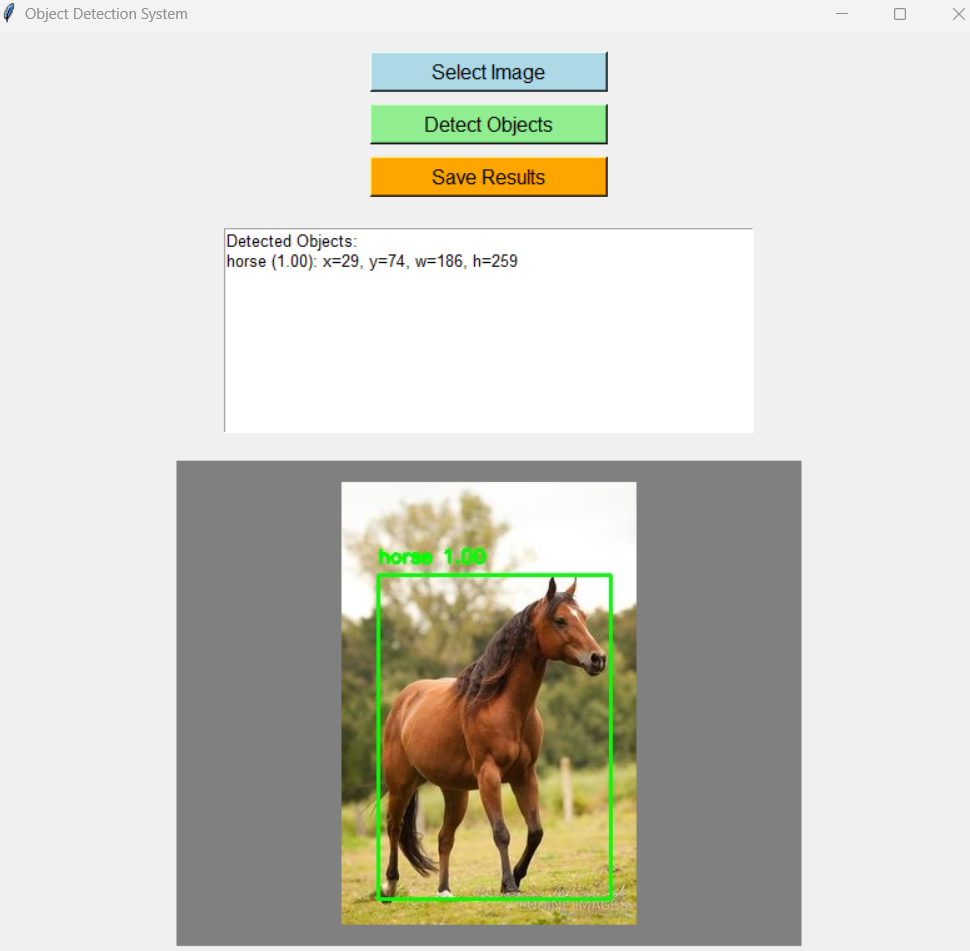 Object Detection System
Select Image
Detect Objects
Save Results
Detected Objects:
horse (1.00): x=29, y=74, w=186, h=259
horse 1.00